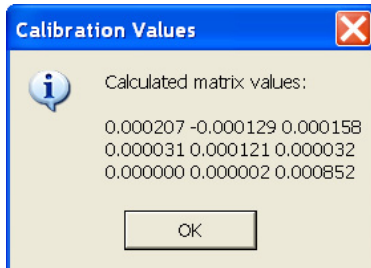 Calibration Values
Calculated matrix values:
0.000207 -0.000129 0.000158
0.000031 0.000121 0.000032
0.000000 0.000002 0.000852
OK